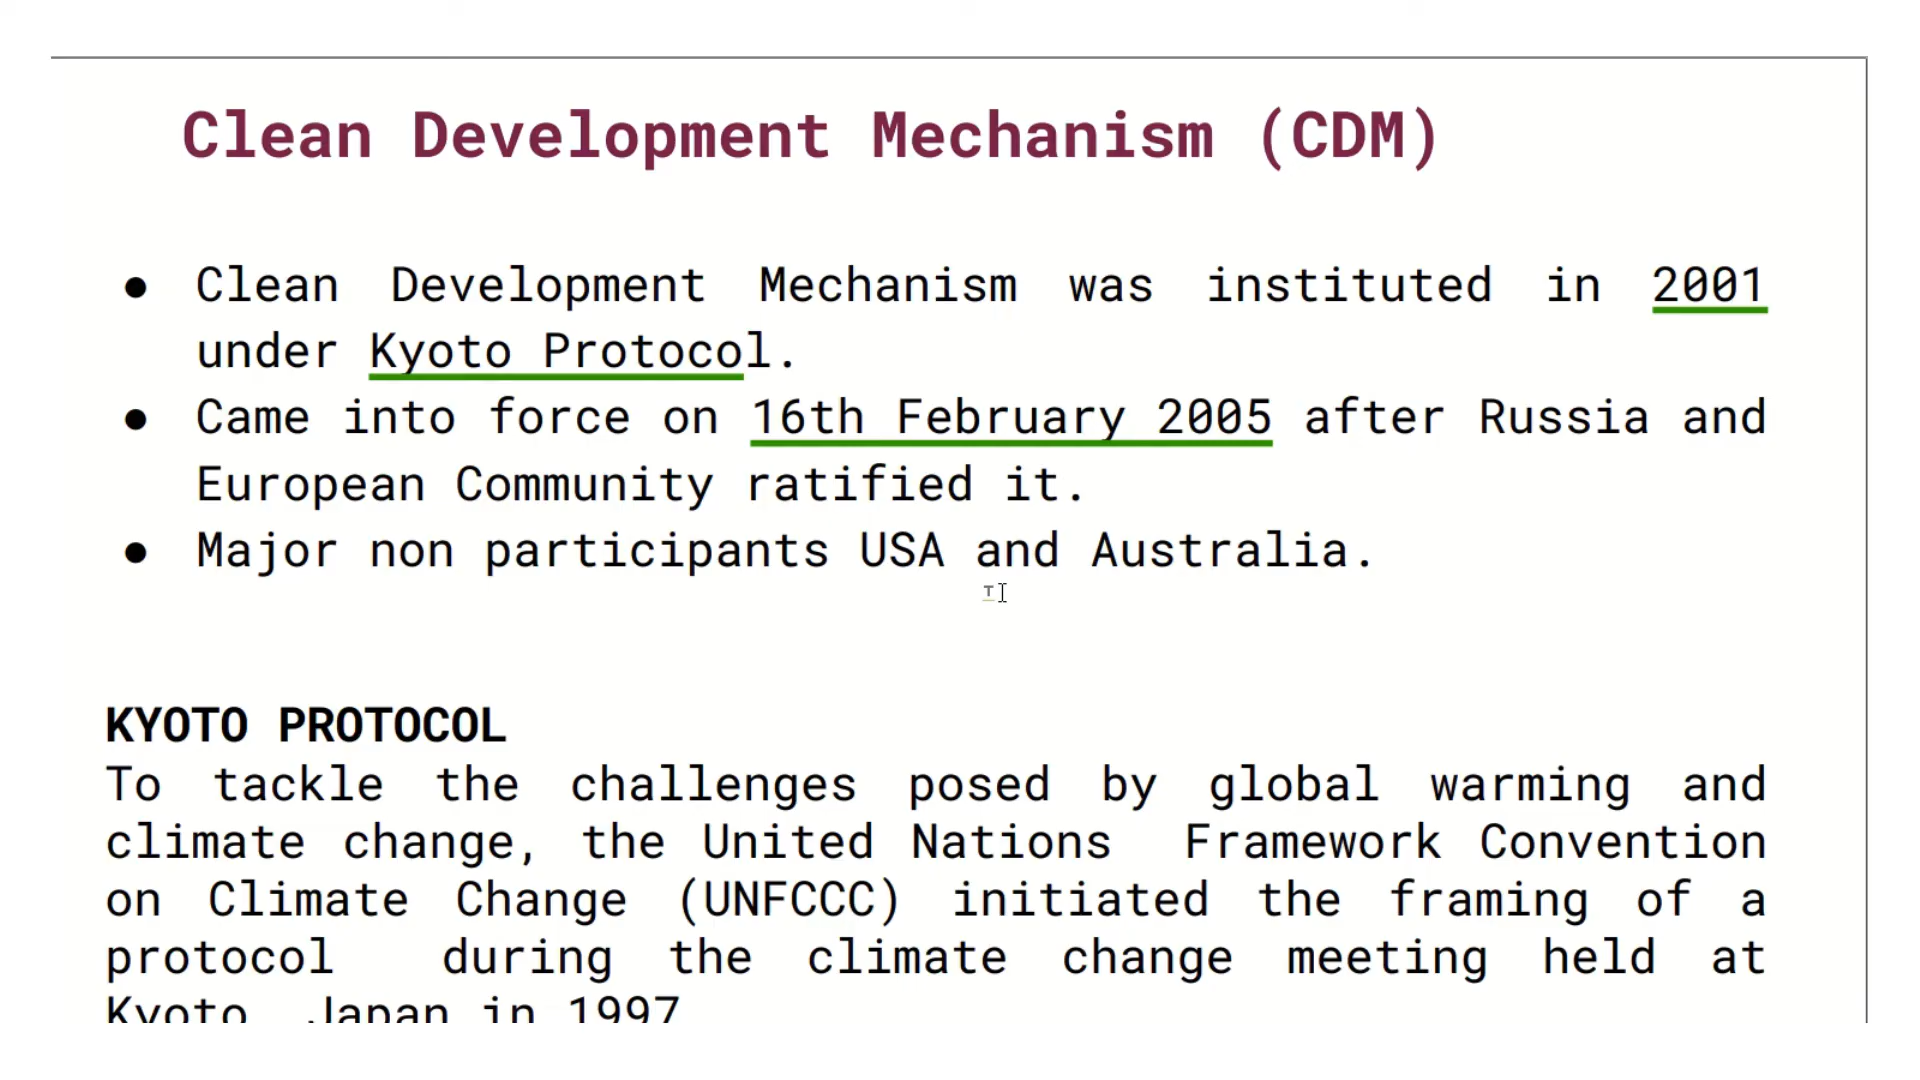 Clean Development Mechanism (CDM)
● Clean Development Mechanism was instituted in 2001
under Kyoto Protocol.
● Came into force on 16th February 2005 after Russia and
European Community ratified it.
● Major non participants USA and Australia.
KYOTO PROTOCOL
To tackle the challenges posed by global warming and
climate change, the United Nations Framework Convention
on Climate Change (UNFCCC) initiated the framing of a
protocol during the climate change meeting held at
Kyoto, Japan in 1997